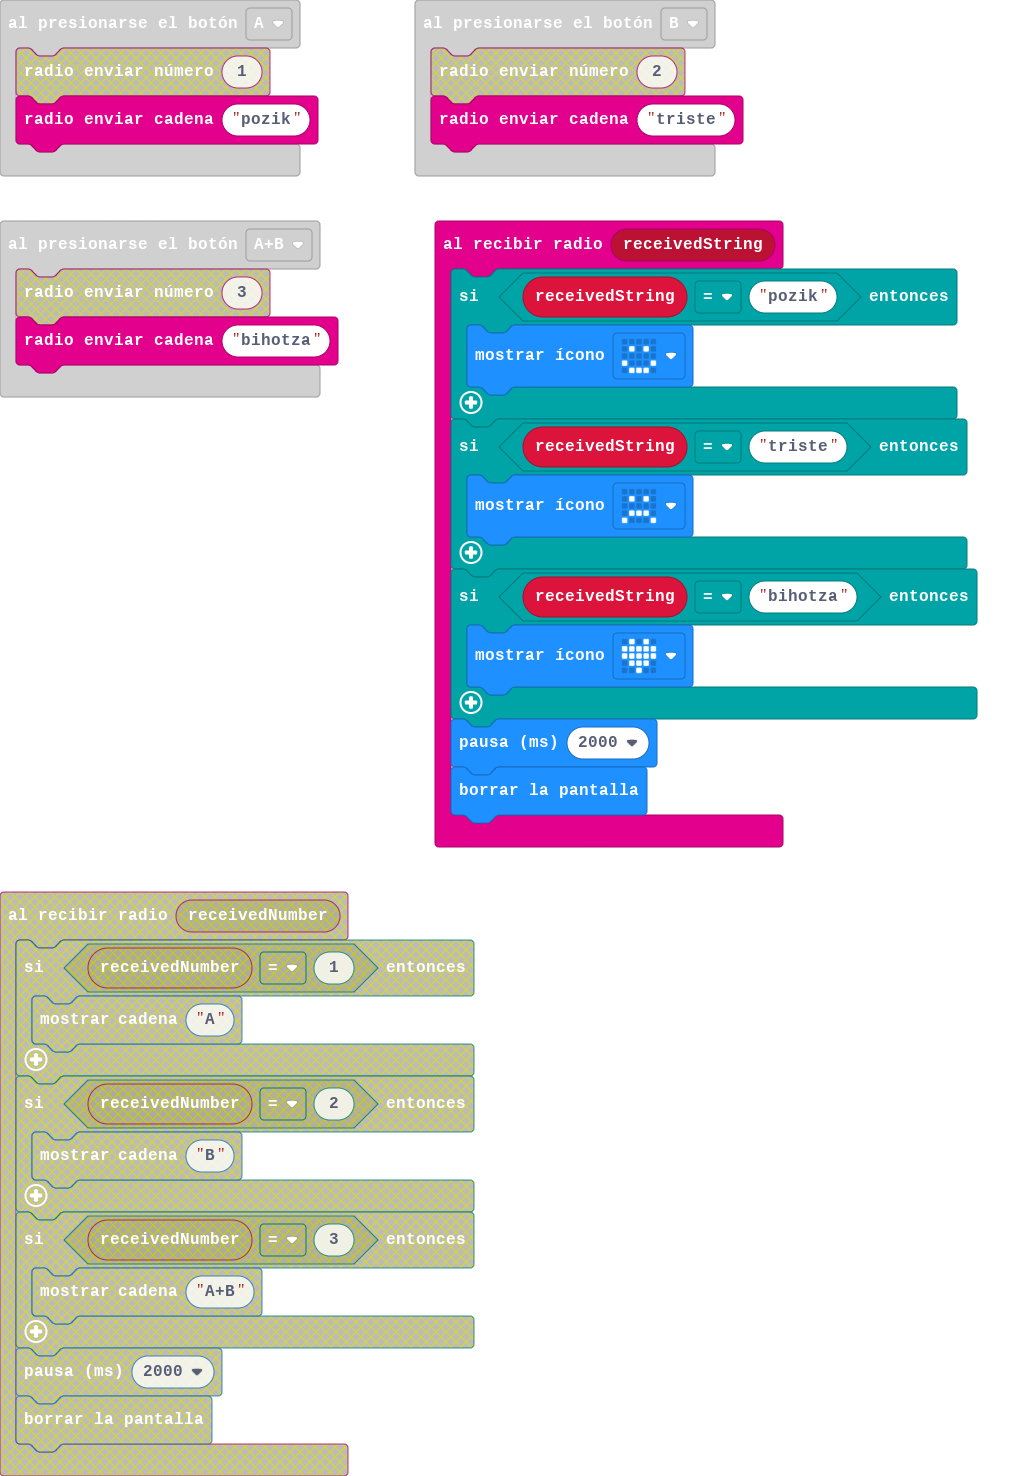 al presionarse el botón A
radio enviar número 1
radio enviar cadena "pozik"
al presionarse el botón B
radio enviar número 2
radio enviar cadena "triste"
al presionarse el botón A+B
radio enviar número 3
radio enviar cadena "bihotza"
al recibir radio receivedString
si receivedString = "pozik" entonces
mostrar ícono
si receivedString = "triste" entonces
mostrar ícono
si receivedString = "bihotza" entonces
mostrar ícono
pausa (ms) 2000
borrar la pantalla
al recibir radio receivedNumber
si receivedNumber = 1 entonces
mostrar cadena "A"
si receivedNumber = 2 entonces
mostrar cadena "B"
si receivedNumber = 3 entonces
mostrar cadena "A+B"
pausa (ms) 2000
borrar la pantalla